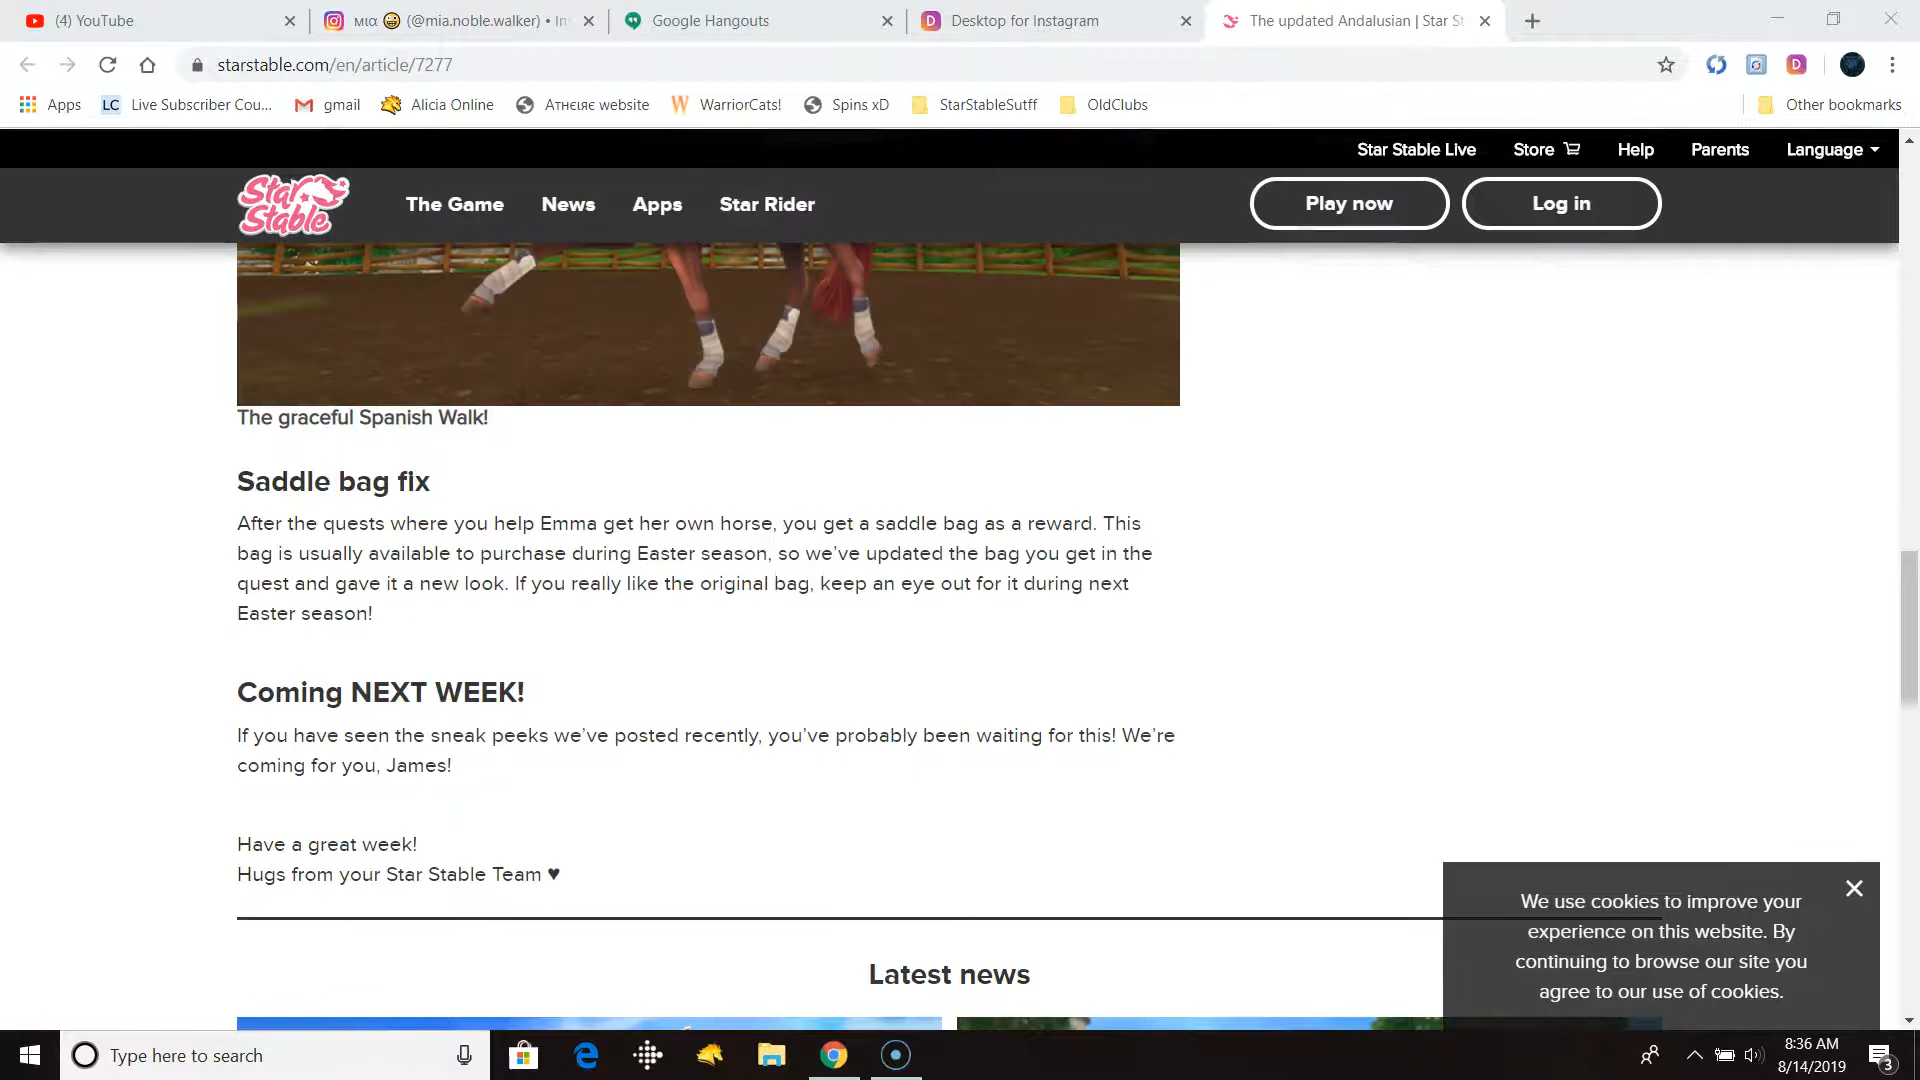 (4) YouTube
мια 😀 (@mia.noble.walker) • In
Google Hangouts
Desktop for Instagram
The updated Andalusian | Star St
starstable.com/en/article/7277
Apps
LC Live Subscriber Cou...
gmail
Alicia Online
Aтнєιяє website
WarriorCats!
Spins xD
StarStableSutff
OldClubs
Other bookmarks
Star Stable Live
Store
Help
Parents
Language
Star Stable
The Game
News
Apps
Star Rider
Play now
Log in
The graceful Spanish Walk!
Saddle bag fix
After the quests where you help Emma get her own horse, you get a saddle bag as a reward. This
bag is usually available to purchase during Easter season, so we’ve updated the bag you get in the
quest and gave it a new look. If you really like the original bag, keep an eye out for it during next
Easter season!
Coming NEXT WEEK!
If you have seen the sneak peeks we’ve posted recently, you’ve probably been waiting for this! We’re
coming for you, James!
Have a great week!
Hugs from your Star Stable Team ♥
We use cookies to improve your
experience on this website. By
continuing to browse our site you
agree to our use of cookies.
Latest news
Type here to search
8:36 AM
8/14/2019
3